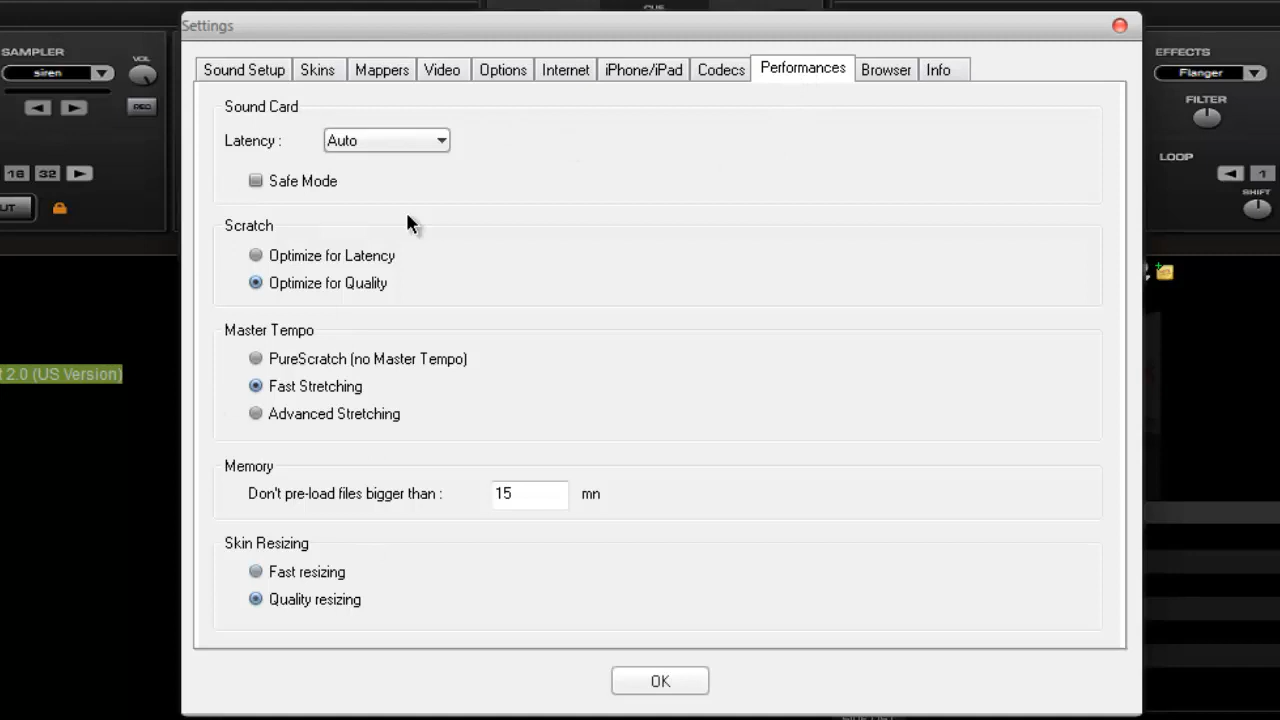 CUE
Settings
SAMPLER
siren
VOL
REC
16 32
UT
t 2.0 (US Version)
Sound Setup Skins Mappers Video Options Internet iPhone/iPad Codecs Performances Browser Info
Sound Card
Latency : Auto
Safe Mode
Scratch
Optimize for Latency
Optimize for Quality
Master Tempo
PureScratch (no Master Tempo)
Fast Stretching
Advanced Stretching
Memory
Don't pre-load files bigger than : 15 mn
Skin Resizing
Fast resizing
Quality resizing
OK
EFFECTS
Flanger
FILTER
LOOP
1
SHIFT